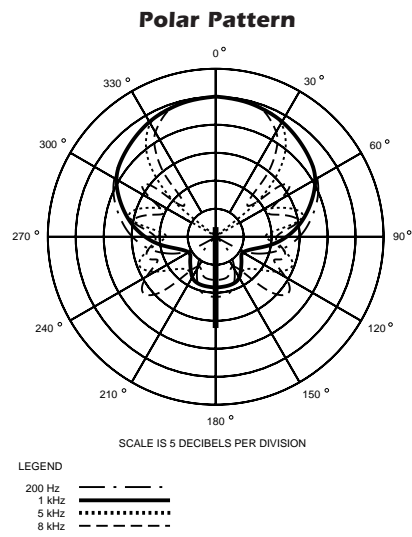 Polar Pattern
0°
330°
30°
300°
60°
270°
90°
240°
120°
210°
150°
180°
SCALE IS 5 DECIBELS PER DIVISION
LEGEND
200 Hz
1 kHz
5 kHz
8 kHz